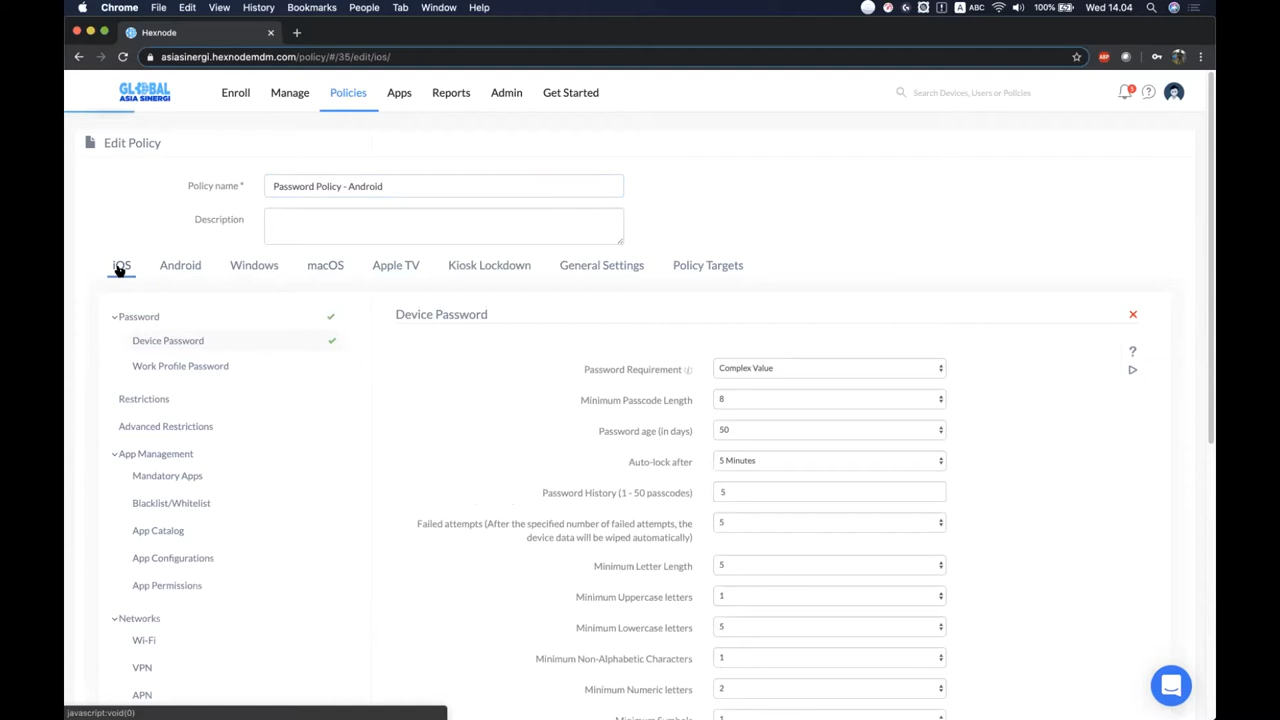 Chrome File Edit View History Bookmarks People Tab Window Help A ABC 100% Wed 14.04
Hexnode
asiasinergi.hexnodemdm.com/policy/#/35/edit/ios/
GLOBAL
ASIA SINERGI
Enroll Manage Policies Apps Reports Admin Get Started Search Devices, Users or Policies
Edit Policy
Policy name * Password Policy - Android
Description
iOS Android Windows macOS Apple TV Kiosk Lockdown General Settings Policy Targets
Password
Device Password
Work Profile Password
Restrictions
Advanced Restrictions
App Management
Mandatory Apps
Blacklist/Whitelist
App Catalog
App Configurations
App Permissions
Networks
Wi-Fi
VPN
APN
Device Password
?
Password Requirement Complex Value
Minimum Passcode Length 8
Password age (in days) 50
Auto-lock after 5 Minutes
Password History (1 - 50 passcodes) 5
Failed attempts (After the specified number of failed attempts, the 5
device data will be wiped automatically)
Minimum Letter Length 5
Minimum Uppercase letters 1
Minimum Lowercase letters 5
Minimum Non-Alphabetic Characters 1
Minimum Numeric letters 2
Minimum Symbols 1
javascript:void(0)